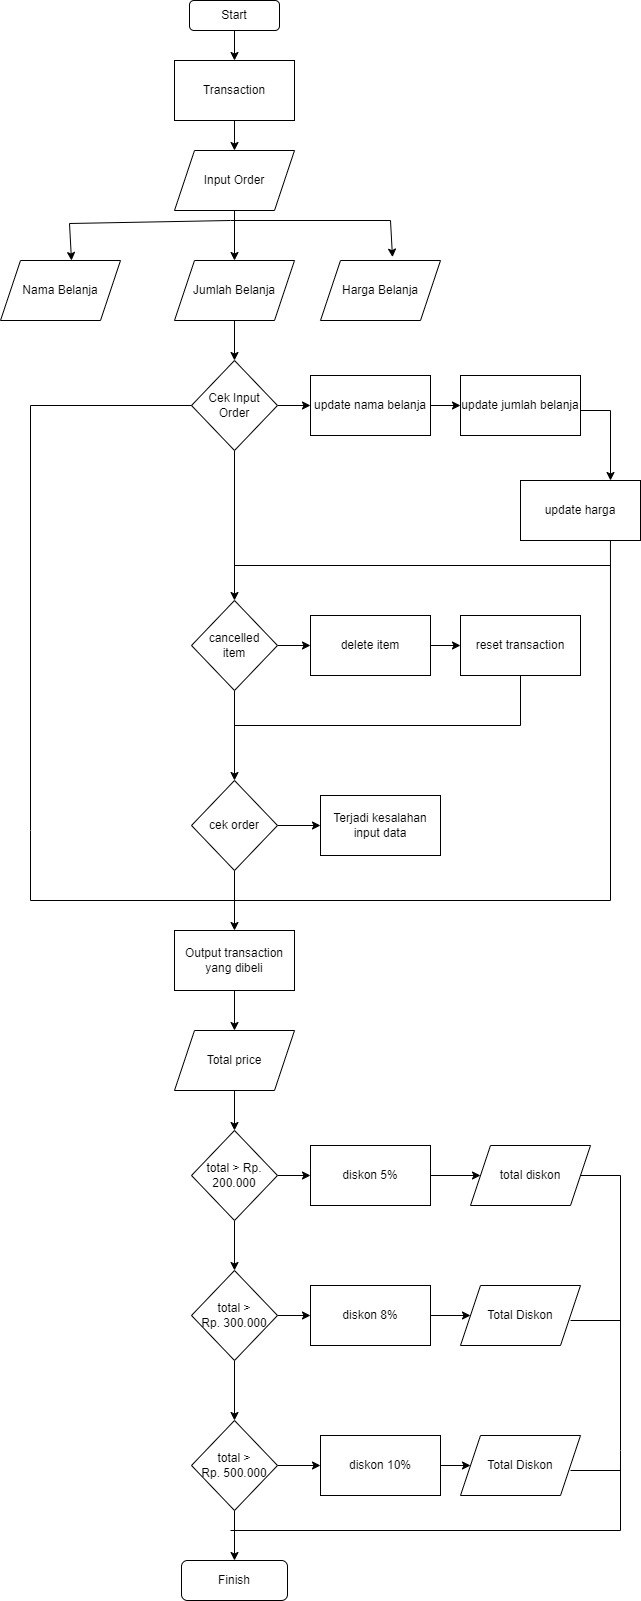 Start
Transaction
Input Order
Nama Belanja
Jumlah Belanja
Harga Belanja
Cek Input
Order
update nama belanja
update jumlah belanja
update harga
cancelled
item
delete item
reset transaction
cek order
Terjadi kesalahan
input data
Output transaction
yang dibeli
Total price
total > Rp.
200.000
diskon 5%
total diskon
total >
Rp. 300.000
diskon 8%
Total Diskon
total >
Rp. 500.000
diskon 10%
Total Diskon
Finish